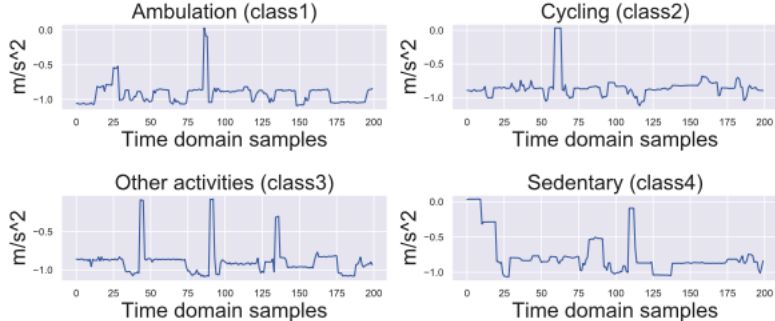 Ambulation (class1)
m/s^2
0.0
−0.5
−1.0
0 25 50 75 100 125 150 175 200
Time domain samples
Cycling (class2)
m/s^2
0.0
−0.5
−1.0
0 25 50 75 100 125 150 175 200
Time domain samples
Other activities (class3)
m/s^2
−0.5
−1.0
0 25 50 75 100 125 150 175 200
Time domain samples
Sedentary (class4)
m/s^2
0.0
−0.5
−1.0
0 25 50 75 100 125 150 175 200
Time domain samples